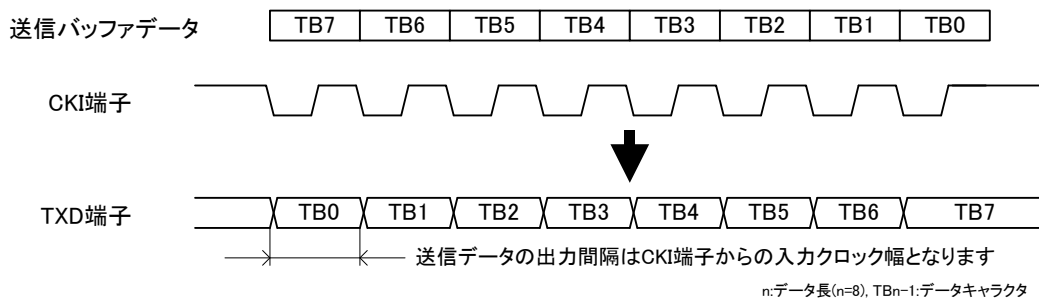 送信バッファデータ TB7 TB6 TB5 TB4 TB3 TB2 TB1 TB0
CKI端子
TXD端子 TB0 TB1 TB2 TB3 TB4 TB5 TB6 TB7
送信データの出力間隔はCKI端子からの入力クロック幅となります
n:データ長(n=8), TBn-1:データキャラクタ